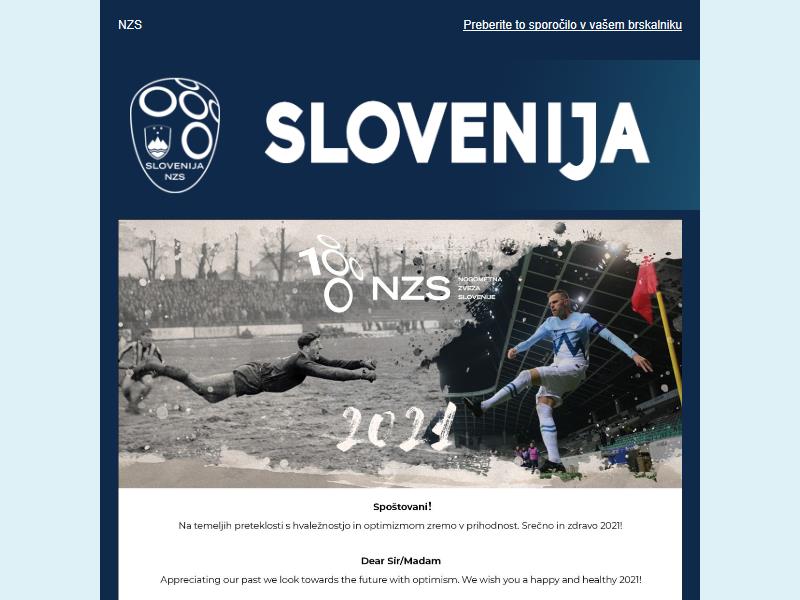 NZS
Preberite to sporočilo v vašem brskalniku
SLOVENIJA
NZS
SLOVENIJA
100 NZS
NOGOMETNA
ZVEZA
SLOVENIJE
2021
Spoštovani!
Na temeljih preteklosti s hvaležnostjo in optimizmom zremo v prihodnost. Srečno in zdravo 2021!
Dear Sir/Madam
Appreciating our past we look towards the future with optimism. We wish you a happy and healthy 2021!